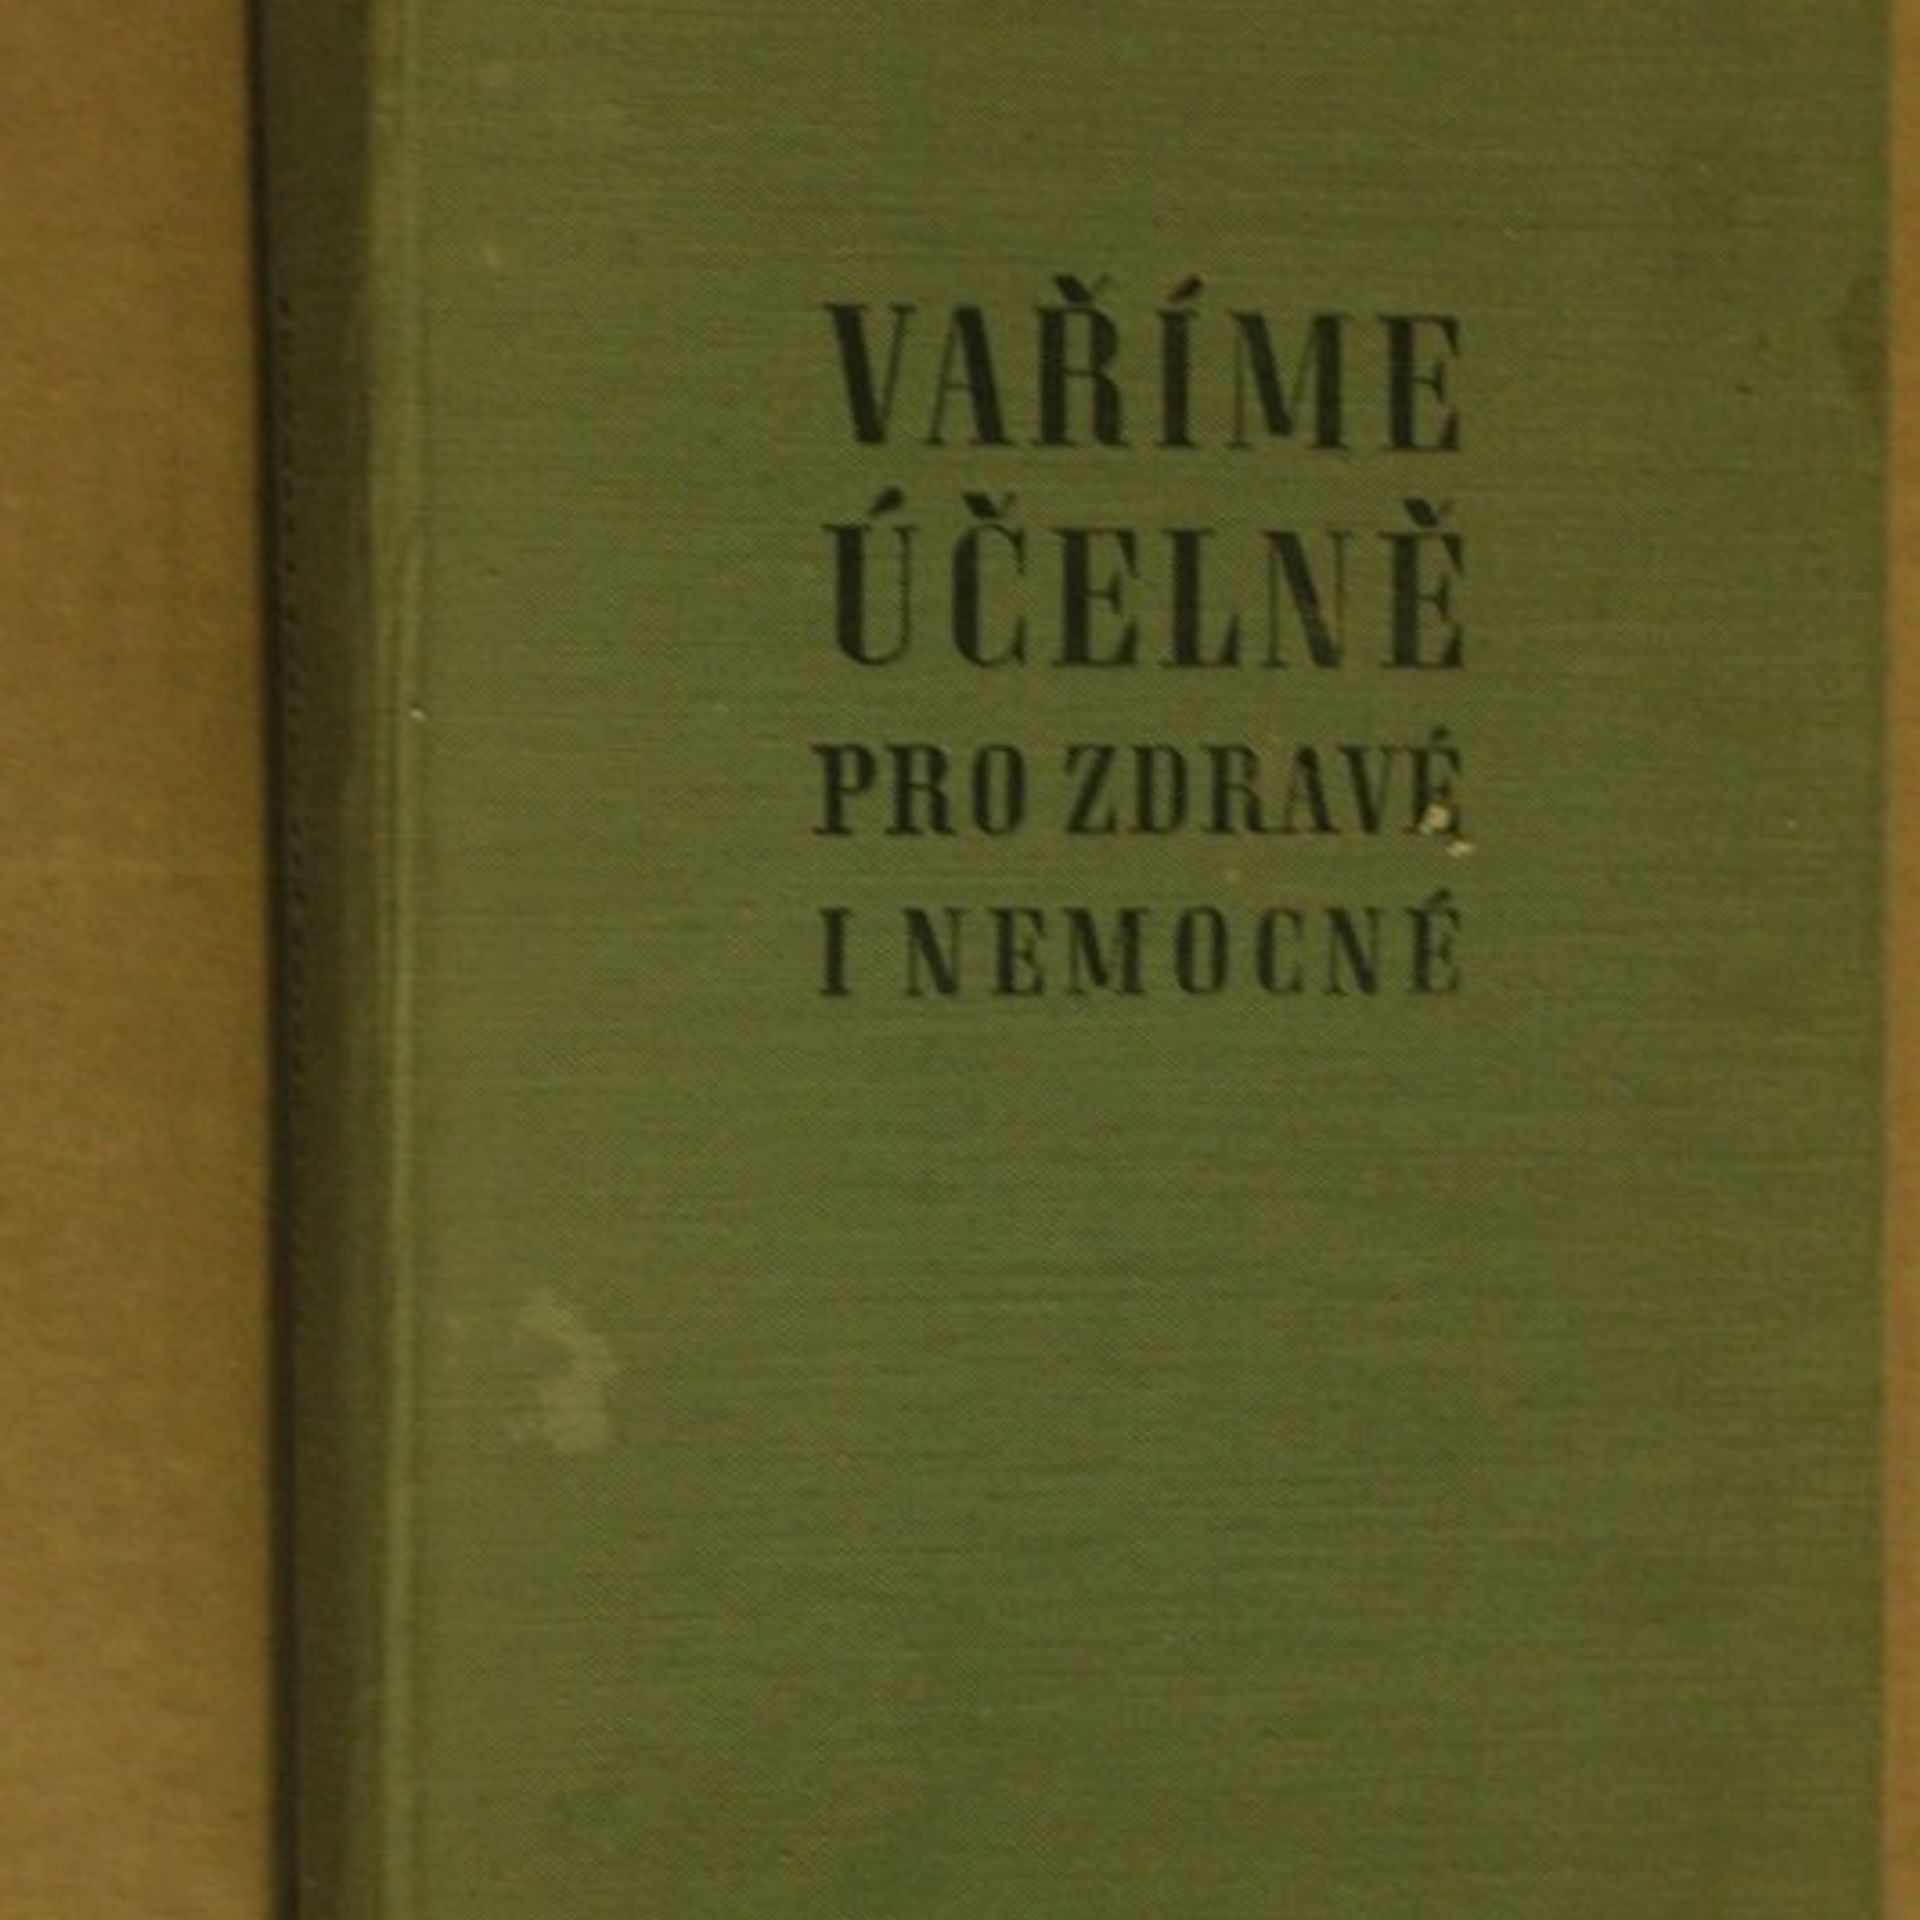 VAŘÍME
ÚČELNĚ
PRO ZDRAVÉ
I NEMOCNÉ